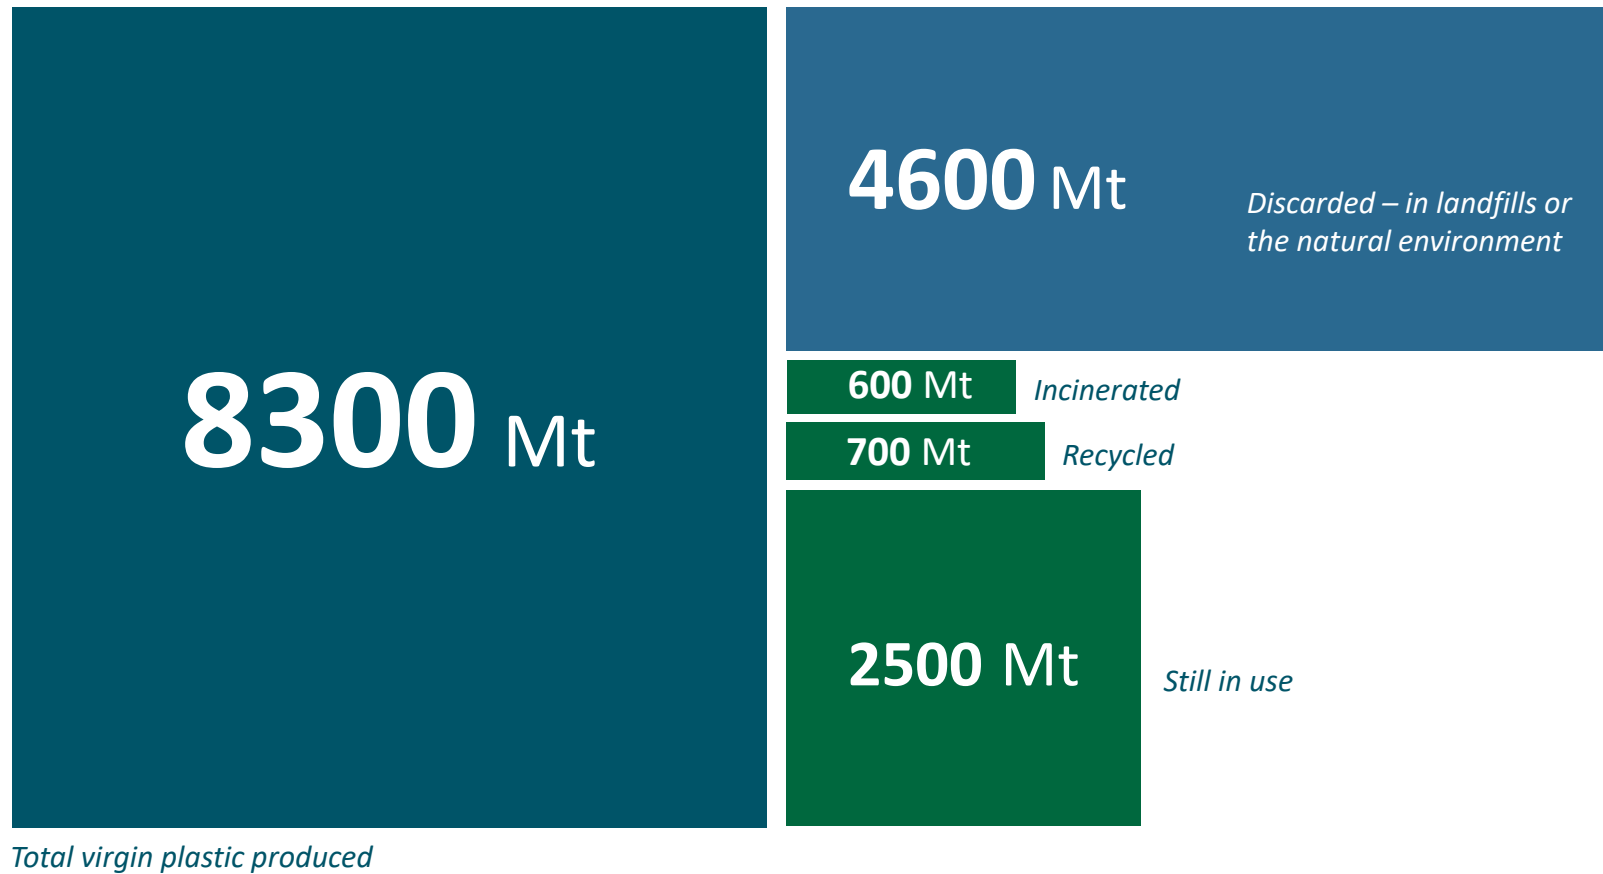 8300 Mt
Total virgin plastic produced
4600 Mt
Discarded – in landfills or
the natural environment
600 Mt
Incinerated
700 Mt
Recycled
2500 Mt
Still in use